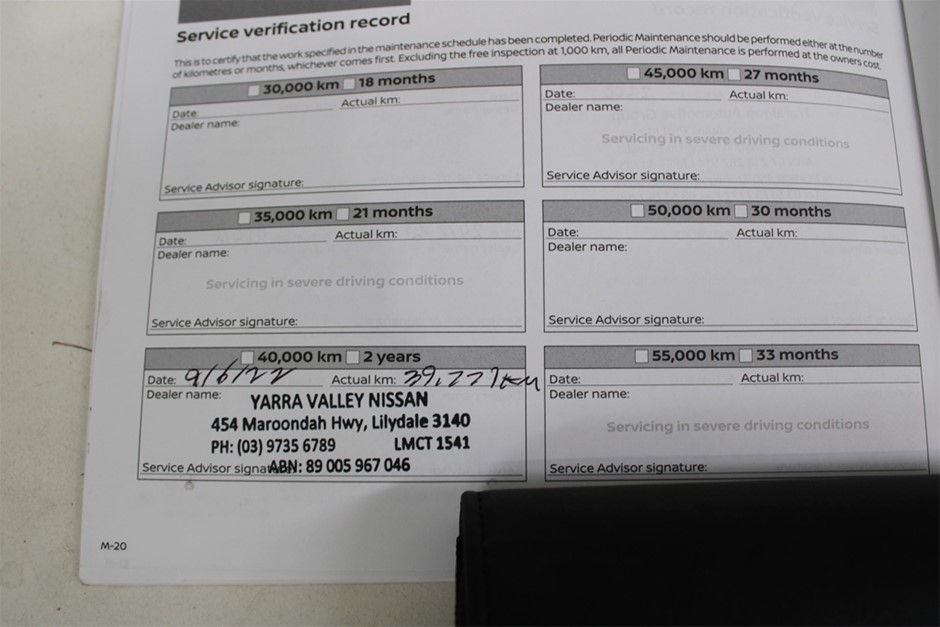 Service verification record
This is to certify that the work specified in the maintenance schedule has been completed. Periodic Maintenance should be performed either at the number
of kilometres or months, whichever comes first. Excluding the free inspection at 1,000 km, all Periodic Maintenance is performed at the owners cost.
30,000 km 18 months
Date: Actual km:
Dealer name:
Service Advisor signature:
45,000 km 27 months
Date: Actual km:
Dealer name:
Servicing in severe driving conditions
Service Advisor signature:
35,000 km 21 months
Date: Actual km:
Dealer name:
Servicing in severe driving conditions
Service Advisor signature:
50,000 km 30 months
Date: Actual km:
Dealer name:
Service Advisor signature:
40,000 km 2 years
Date: 9/6/22 Actual km: 39,777km
Dealer name: YARRA VALLEY NISSAN
454 Maroondah Hwy, Lilydale 3140
PH: (03) 9735 6789 LMCT 1541
Service Advisor ABN: 89 005 967 046
55,000 km 33 months
Date: Actual km:
Dealer name:
Servicing in severe driving conditions
Service Advisor signature:
M-20